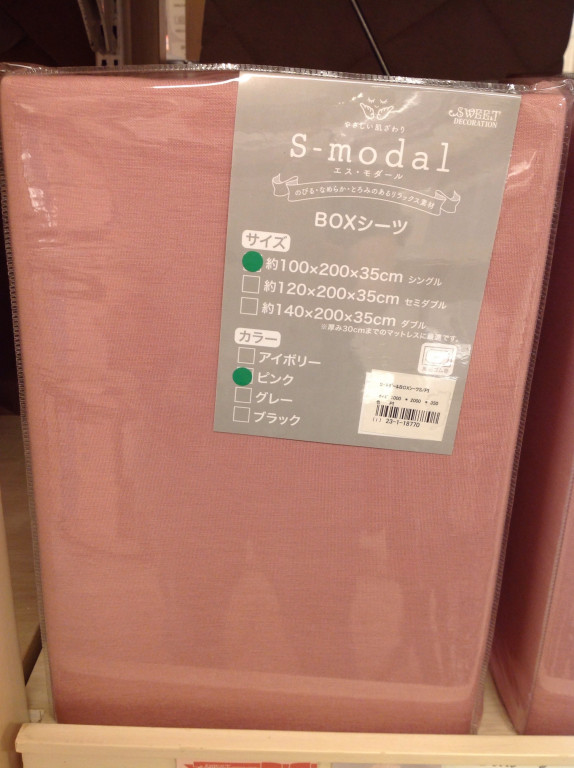 SWEET
DECORATION
やさしい肌ざわり
S-modal
エス・モダール
のびる・なめらか・とろみのあるリラックス素材
BOXシーツ
サイズ
約100×200×35cm シングル
約120×200×35cm セミダブル
約140×200×35cm ダブル
※厚み30cmまでのマットレスに最適です。
カラー
アイボリー
ピンク
グレー
ブラック
23-1-18770